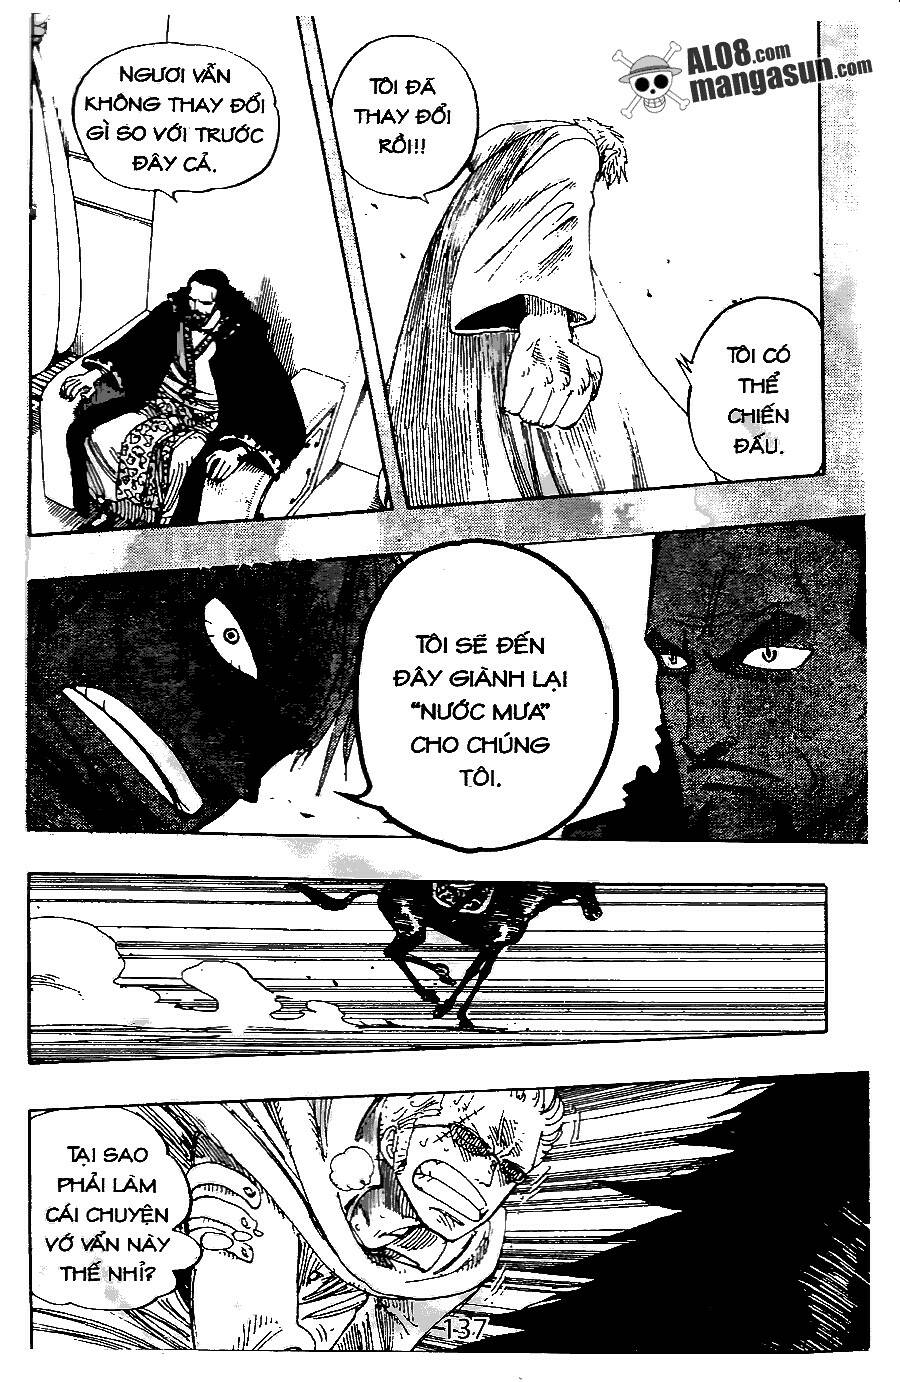 AL08.com
mangasun.com
NGƯƠI VẪN
KHÔNG THAY ĐỔI
GÌ SO VỚI TRƯỚC
ĐÂY CẢ.
TÔI ĐÃ
THAY ĐỔI
RỒI!!
TÔI CÓ
THỂ
CHIẾN
ĐẤU.
TÔI SẼ ĐẾN
ĐÂY GIÀNH LẠI
“NƯỚC MƯA”
CHO CHÚNG
TÔI.
TẠI SAO
PHẢI LÀM
CÁI CHUYỆN
VỚ VẨN NÀY
THẾ NHỈ?
137